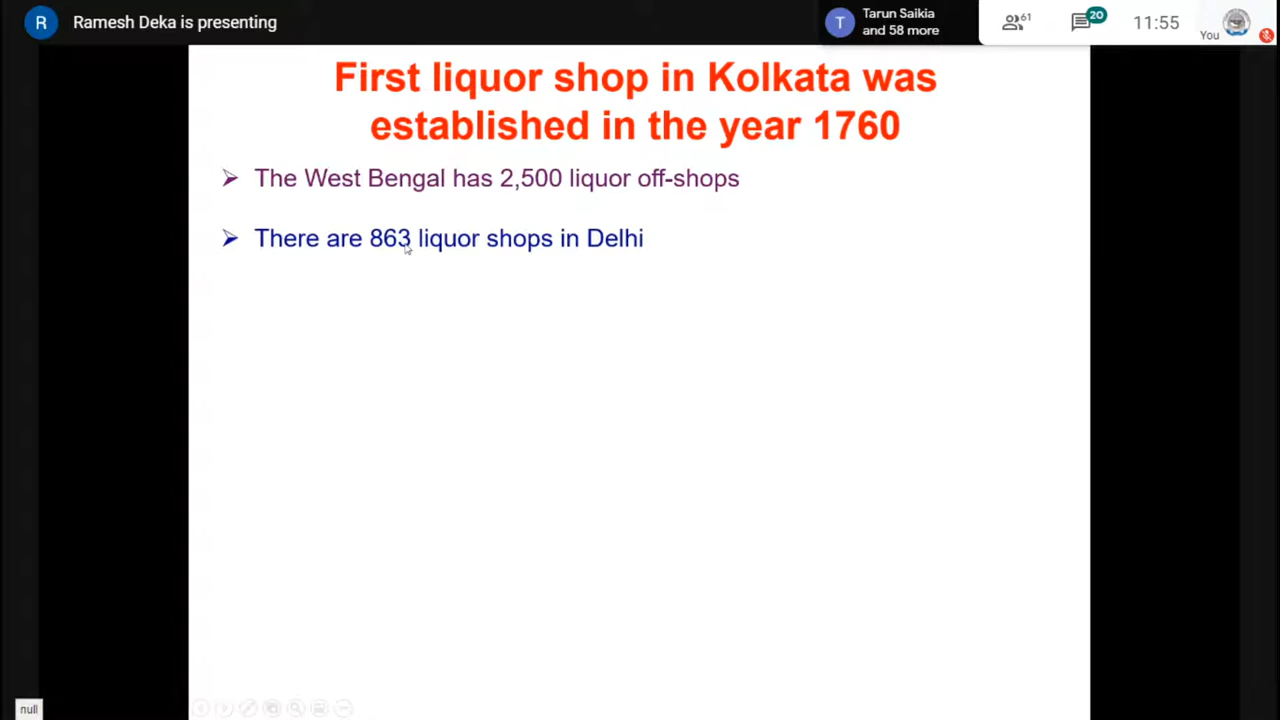 R
Ramesh Deka is presenting
T
Tarun Saikia
and 58 more
61
20
11:55
You
First liquor shop in Kolkata was
established in the year 1760
The West Bengal has 2,500 liquor off-shops
There are 863 liquor shops in Delhi
null